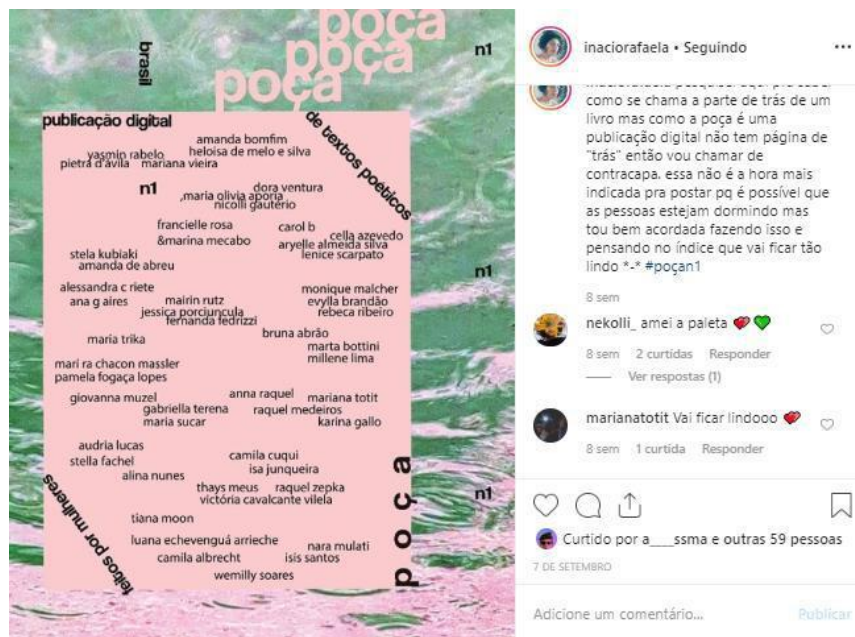 poça
poça
poça
brasil
n1
publicação digital
de textos poéticos
amanda bomfim
yasmin rabelo
heloisa de melo e silva
pietra d'ávila
mariana vieira
n1
dora ventura
,maria olivia aporia
nicolli gautério
francielle rosa
carol b
&marina mecabo
cella azevedo
aryelle almeida silva
stela kubiaki
lenice scarpato
amanda de abreu
n1
alessandra c riete
monique malcher
ana g aires
mairin rutz
evylla brandão
jessica porciuncula
rebeca ribeiro
fernanda fedrizzi
maria trika
bruna abrão
marta bottini
millene lima
mari ra chacon massler
pamela fogaça lopes
giovanna muzel
anna raquel
mariana totit
gabriella terena
raquel medeiros
maria sucar
karina gallo
audria lucas
camila cuqui
stella fachel
isa junqueira
alina nunes
thays meus
raquel zepka
n1
victória cavalcante vilela
tiana moon
luana echevenguá arrieche
nara mulati
camila albrecht
isis santos
wemilly soares
feitos por mulheres
poça
inaciorafaela • Seguindo
como se chama a parte de trás de um
livro mas como a poça é uma
publicação digital não tem página de
"trás" então vou chamar de
contracapa. essa não é a hora mais
indicada pra postar pq é possível que
as pessoas estejam dormindo mas
tou bem acordada fazendo isso e
pensando no índice que vai ficar tão
lindo *-* #poçan1
8 sem
nekolli_ amei a paleta
8 sem 2 curtidas Responder
Ver respostas (1)
marianatotit Vai ficar lindooo
8 sem 1 curtida Responder
Curtido por a____ssma e outras 59 pessoas
7 DE SETEMBRO
Adicione um comentário... Publicar